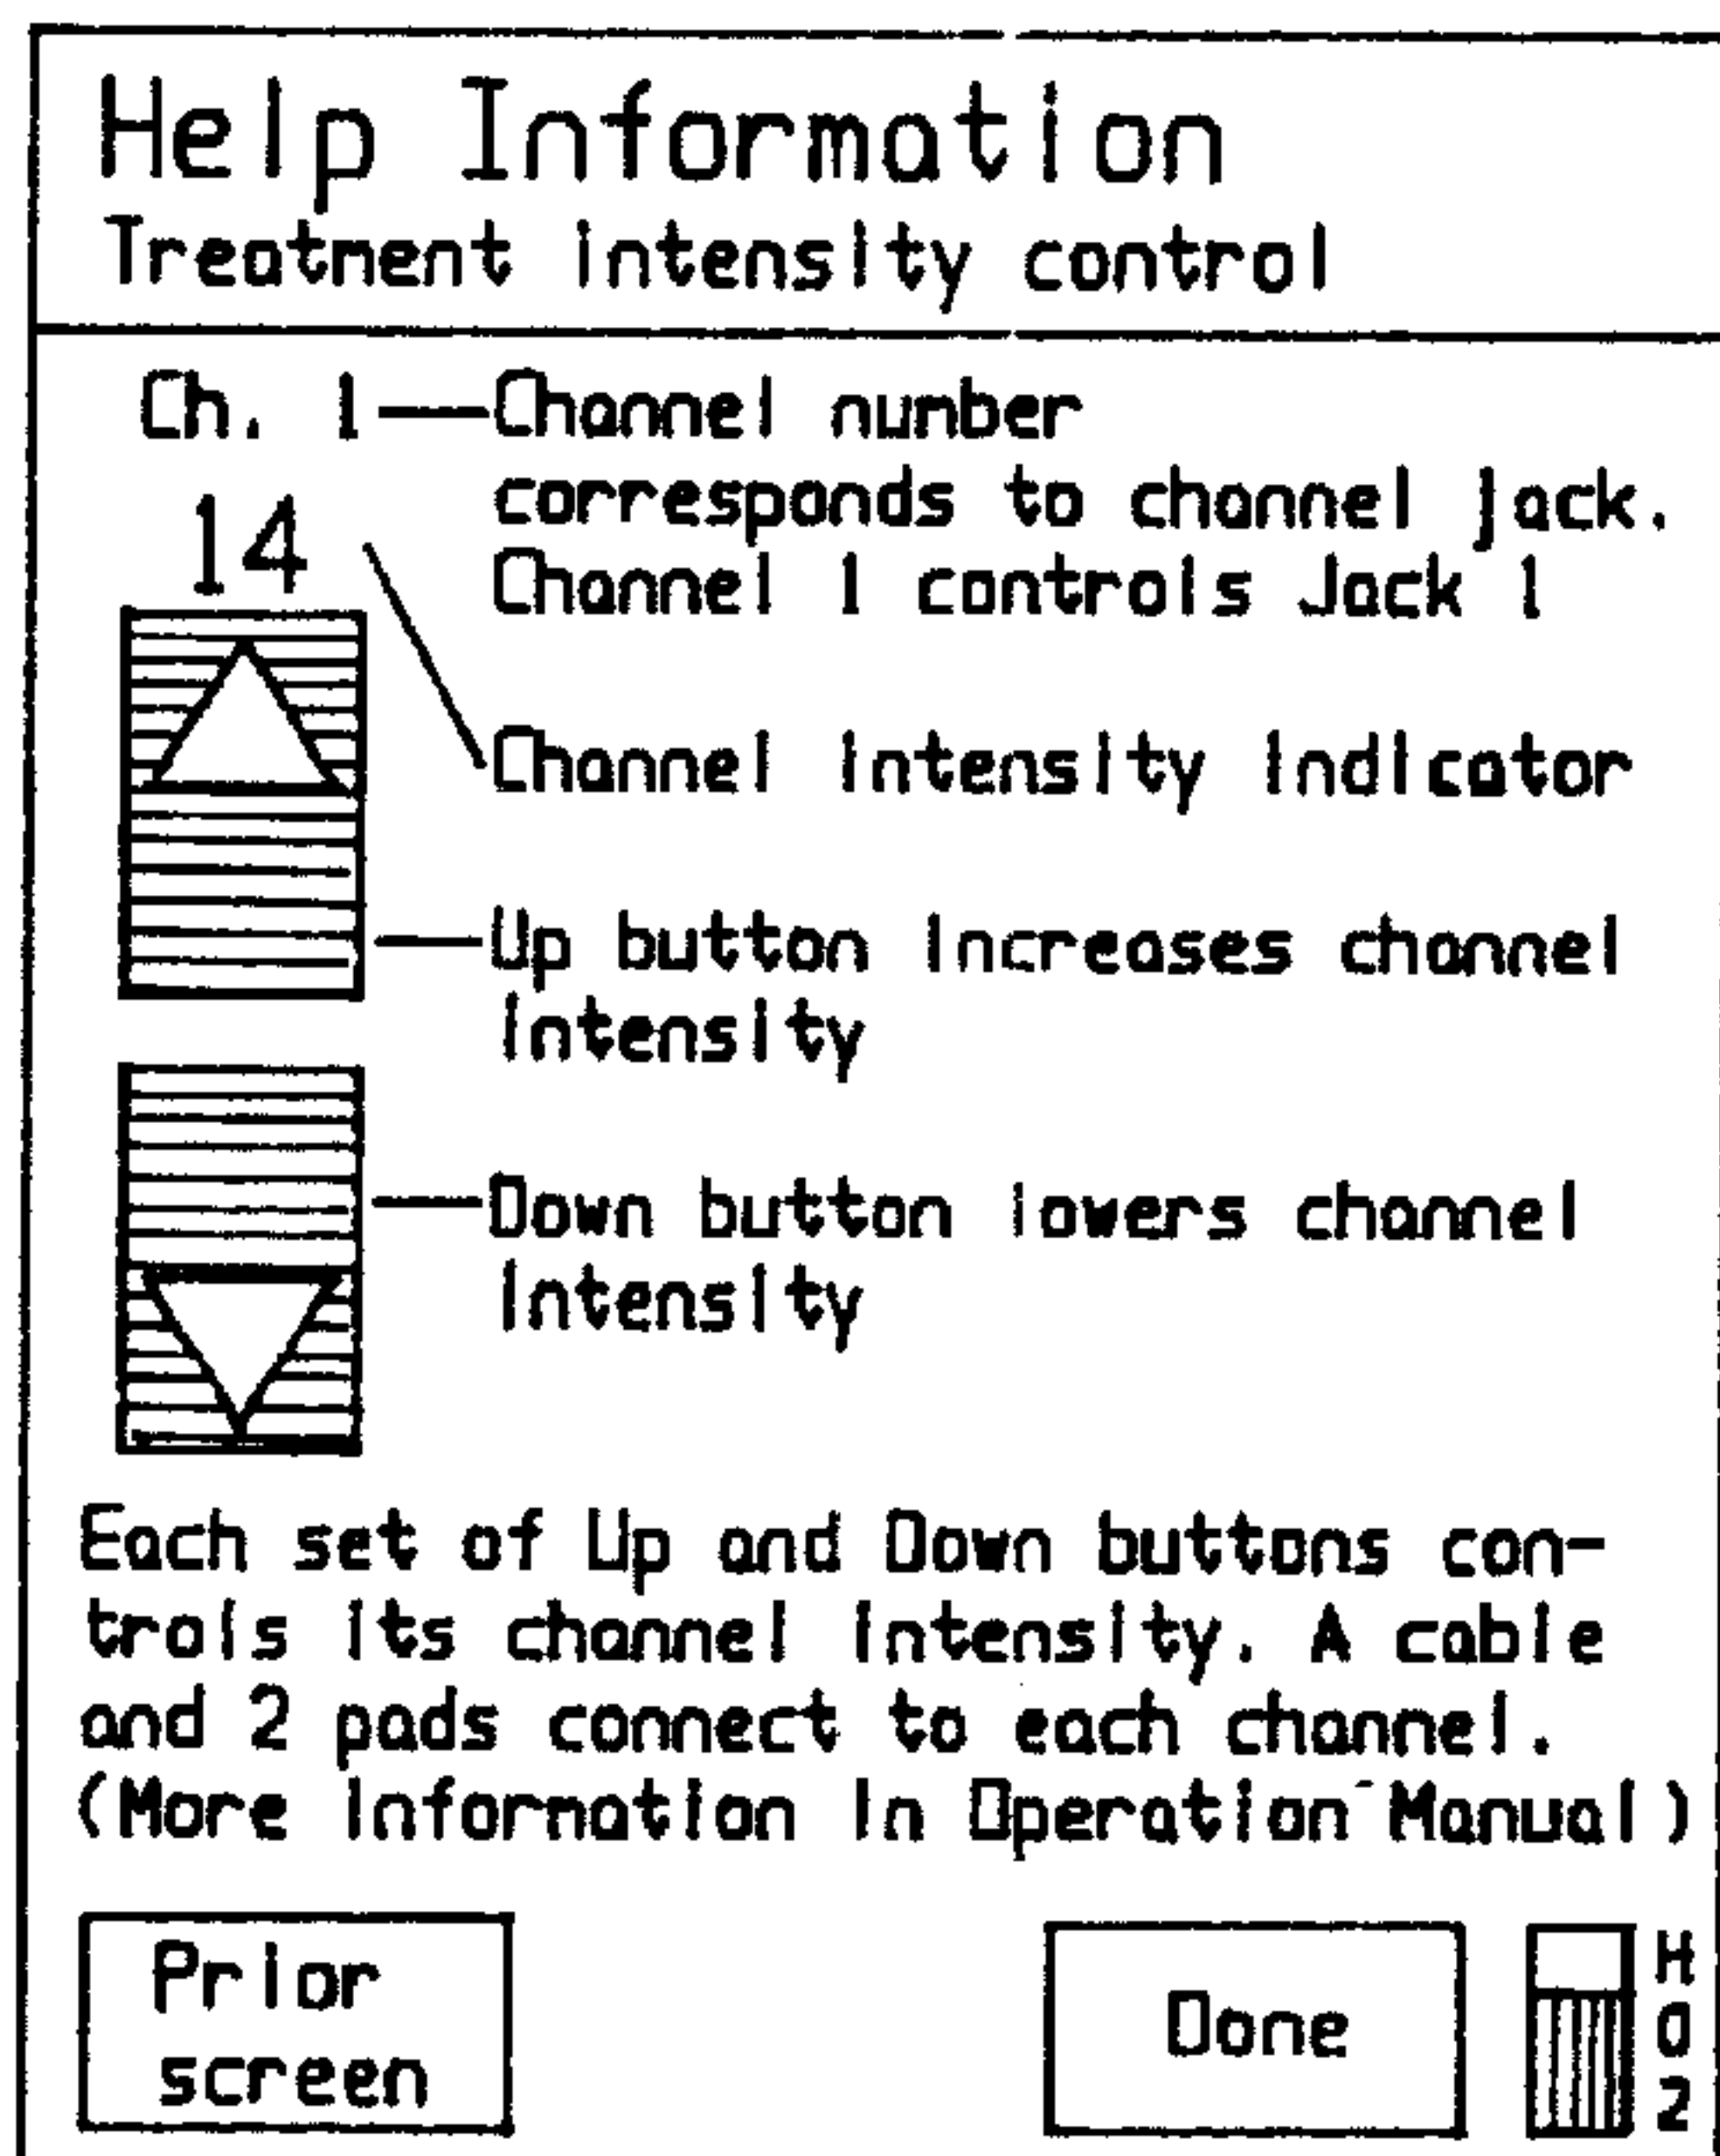 Help Information
Treatment intensity control
Ch. 1 Channel number
corresponds to channel jack.
Channel 1 controls Jack 1
14
Channel intensity indicator
Up button increases channel
intensity
Down button lowers channel
intensity
Each set of Up and Down buttons con-
trols its channel intensity. A cable
and 2 pads connect to each channel.
(More information in Operation Manual)
Prior
screen
Done
H
0
2